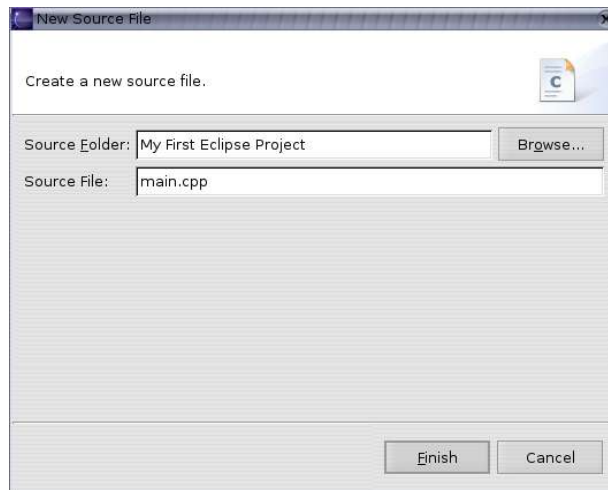 New Source File
Create a new source file.
C
Source Folder: My First Eclipse Project Browse...
Source File: main.cpp
Finish Cancel